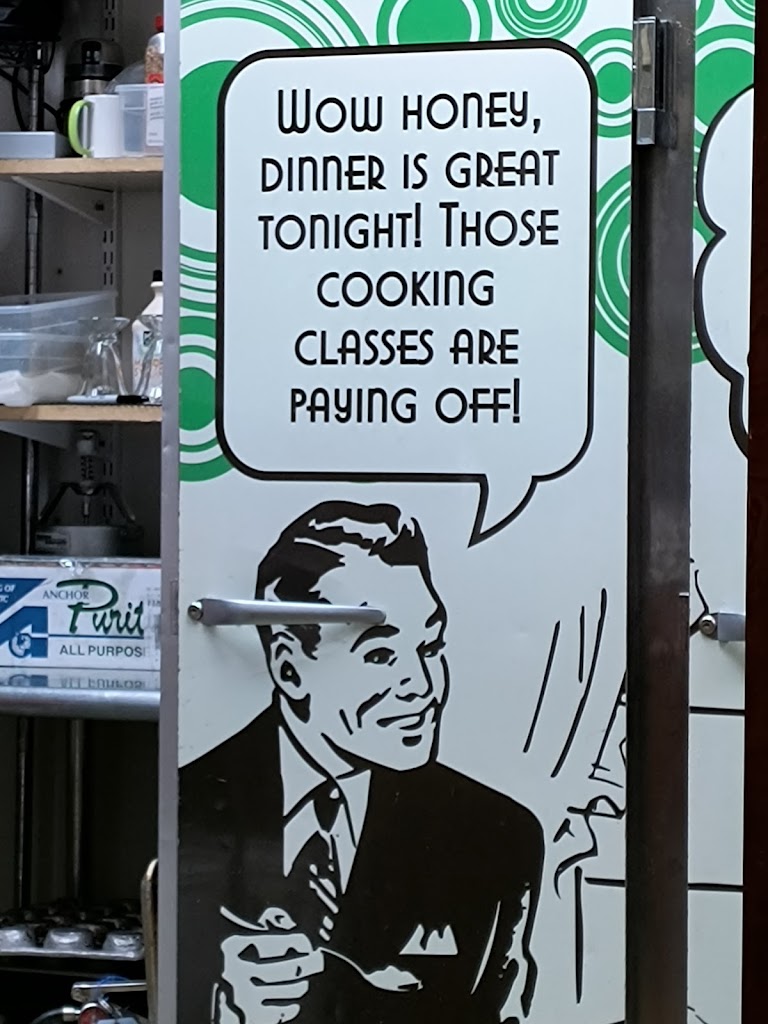 Wow honey,
dinner is great
tonight! Those
cooking
classes are
paying off!
ANCHOR
Purit
ALL PURPOS